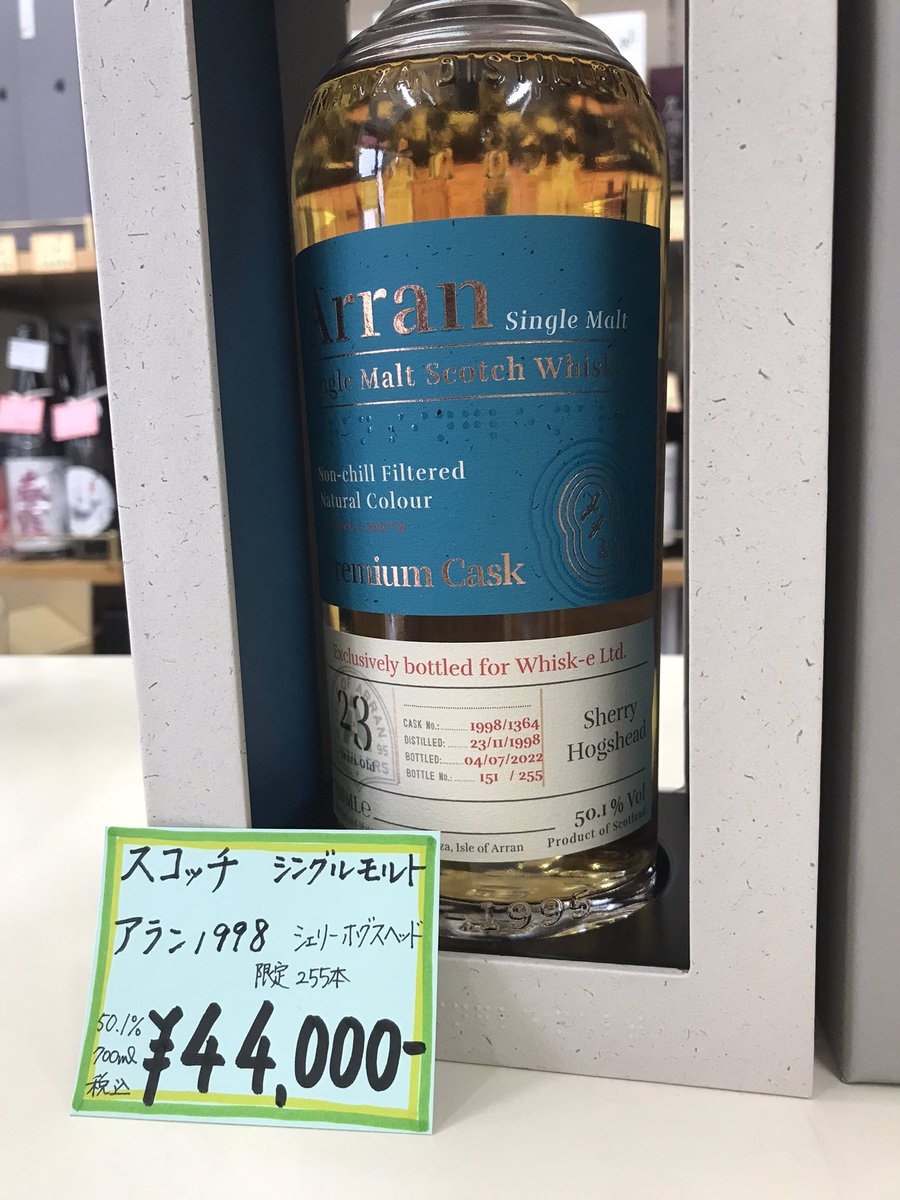 Arran Single Malt
Single Malt Scotch Whisky
Non-chill Filtered
Natural Colour
Premium Cask
Exclusively bottled for Whisk-e Ltd.
23
Years Old
CASK No.: 1998/1364
DISTILLED: 23/11/1998
BOTTLED: 04/07/2022
BOTTLE No.: 151 / 255
Sherry
Hogshead
50.1% Vol
Product of Scotland
Isle of Arran
1995
スコッチ シングルモルト
アラン1998 シェリーホグスヘッド
限定 255本
50.1%
700ml
税込
¥44,000-